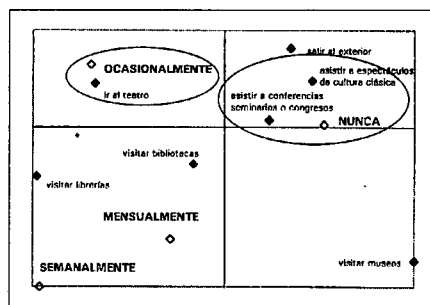 salir al exterior
OCASIONALMENTE
asistir a espectáculos
de cultura clásica
ir al teatro
asistir a conferencias
seminarios o congresos
NUNCA
visitar bibliotecas
visitar librerías
MENSUALMENTE
SEMANALMENTE
visitar museos